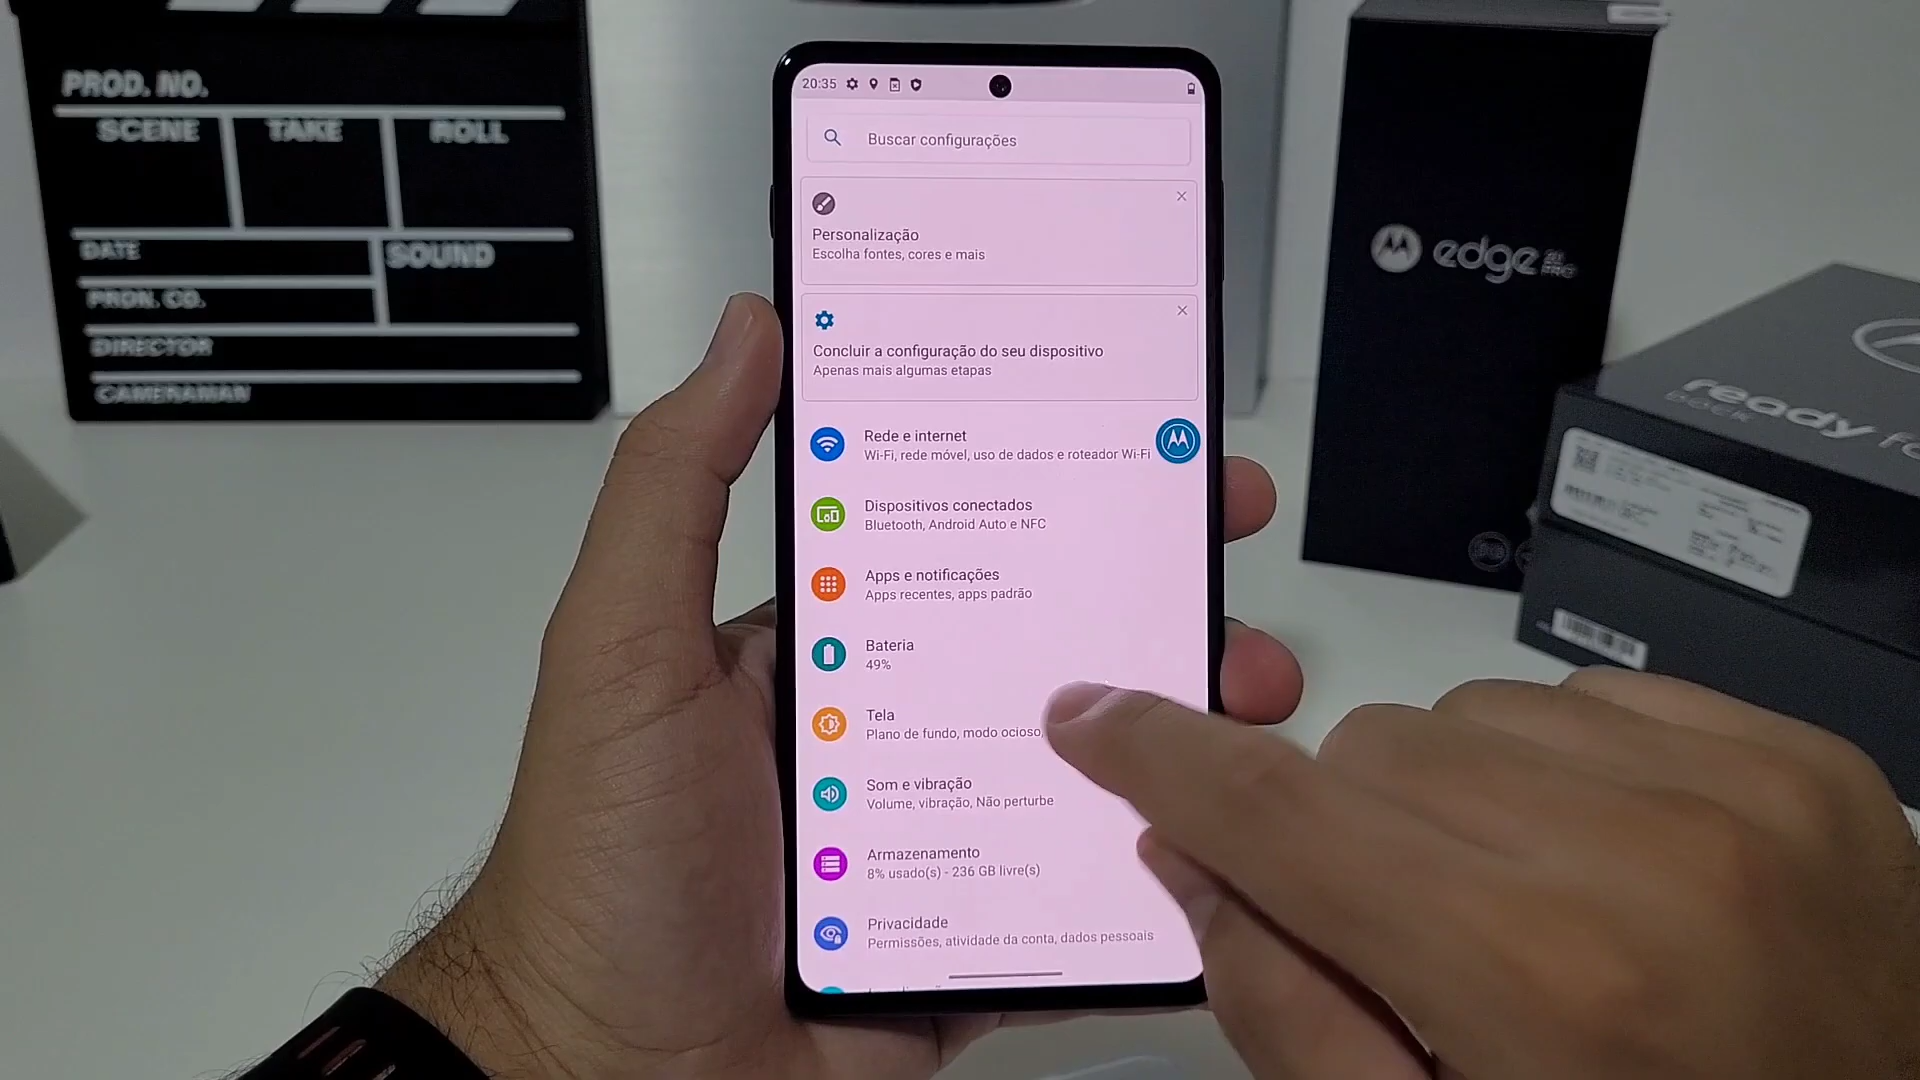 PROD. NO.
SCENE TAKE ROLL
DATE
SOUND
PRDN. CO.
DIRECTOR
CAMERAMAN
20:35
Buscar configurações
Personalização
Escolha fontes, cores e mais
Concluir a configuração do seu dispositivo
Apenas mais algumas etapas
Rede e internet
Wi-Fi, rede móvel, uso de dados e roteador Wi-Fi
Dispositivos conectados
Bluetooth, Android Auto e NFC
Apps e notificações
Apps recentes, apps padrão
Bateria
49%
Tela
Plano de fundo, modo ocioso,
Som e vibração
Volume, vibração, Não perturbe
Armazenamento
8% usado(s) - 236 GB livre(s)
Privacidade
Permissões, atividade da conta, dados pessoais
edge
PRO
ready